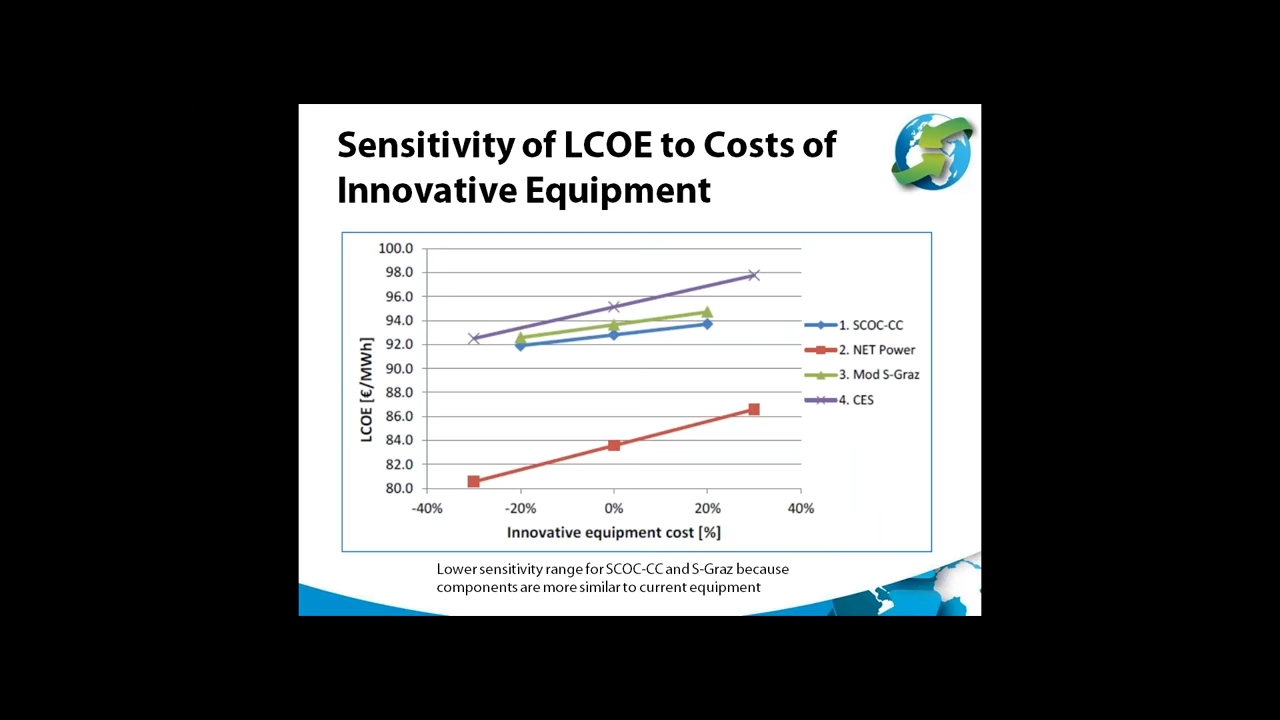 Sensitivity of LCOE to Costs of
Innovative Equipment
100.0
98.0
96.0
94.0
92.0
90.0
88.0
86.0
84.0
82.0
80.0
LCOE [€/MWh]
-40%
-20%
0%
20%
40%
Innovative equipment cost [%]
1. SCOC-CC
2. NET Power
3. Mod S-Graz
4. CES
Lower sensitivity range for SCOC-CC and S-Graz because
components are more similar to current equipment